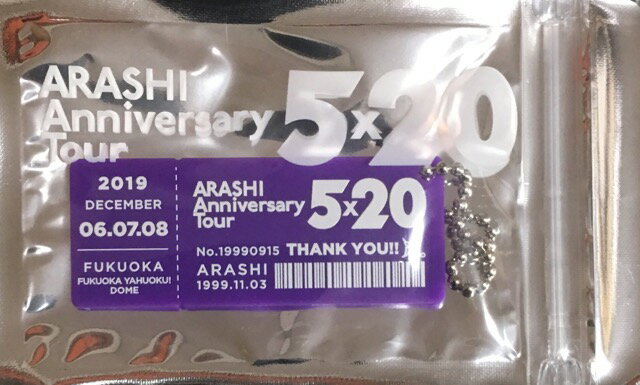 ARASHI
Anniversary
Tour
5x20
2019
DECEMBER
06.07.08
FUKUOKA
FUKUOKA YAHUOKU!
DOME
ARASHI
Anniversary
Tour
5x20
No.19990915 THANK YOU!!
ARASHI
1999.11.03